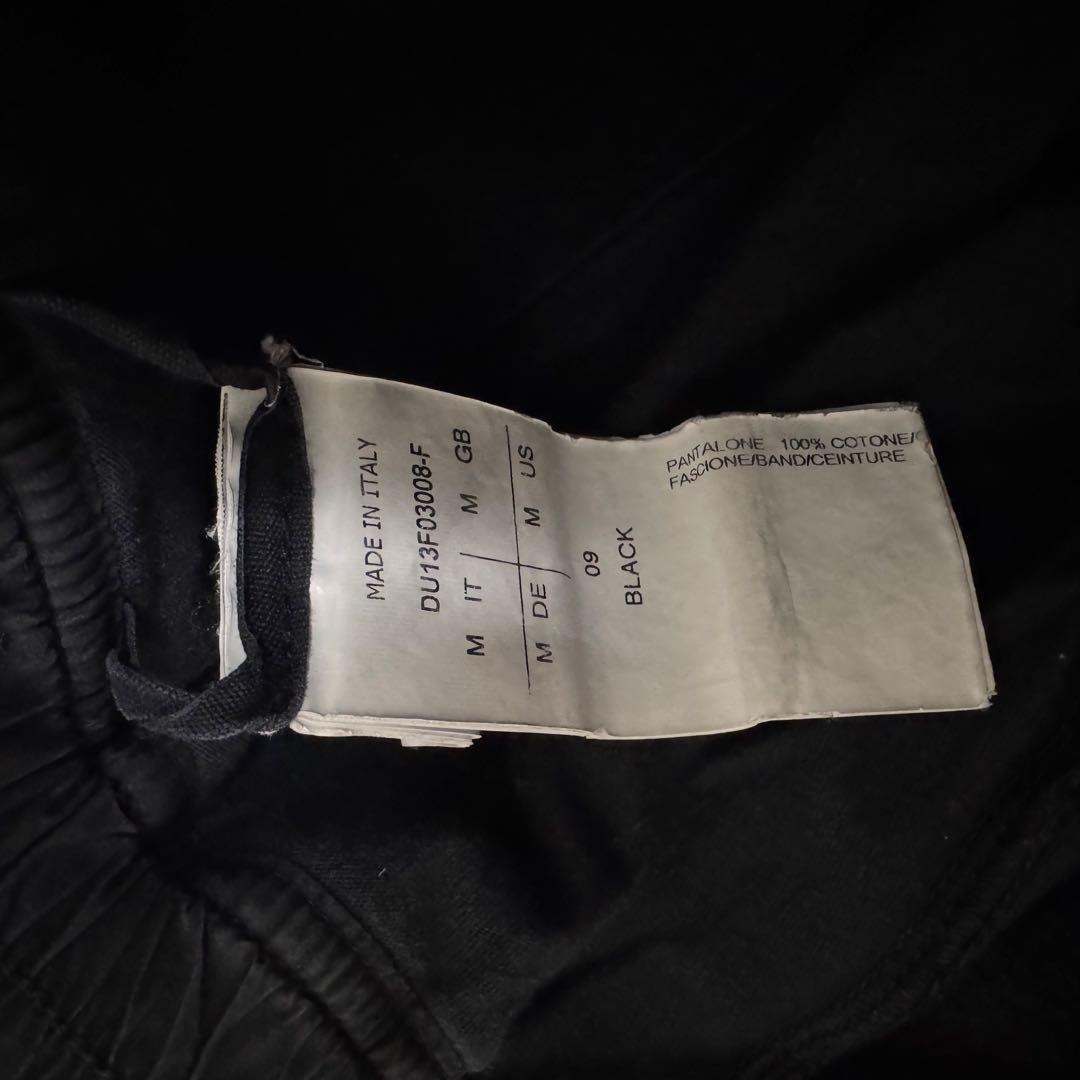 MADE IN ITALY
DU13F03008-F
M IT M GB
M DE M US
09
BLACK
PANTALONE 100% COTONE/
FASCIONE/BAND/CEINTURE